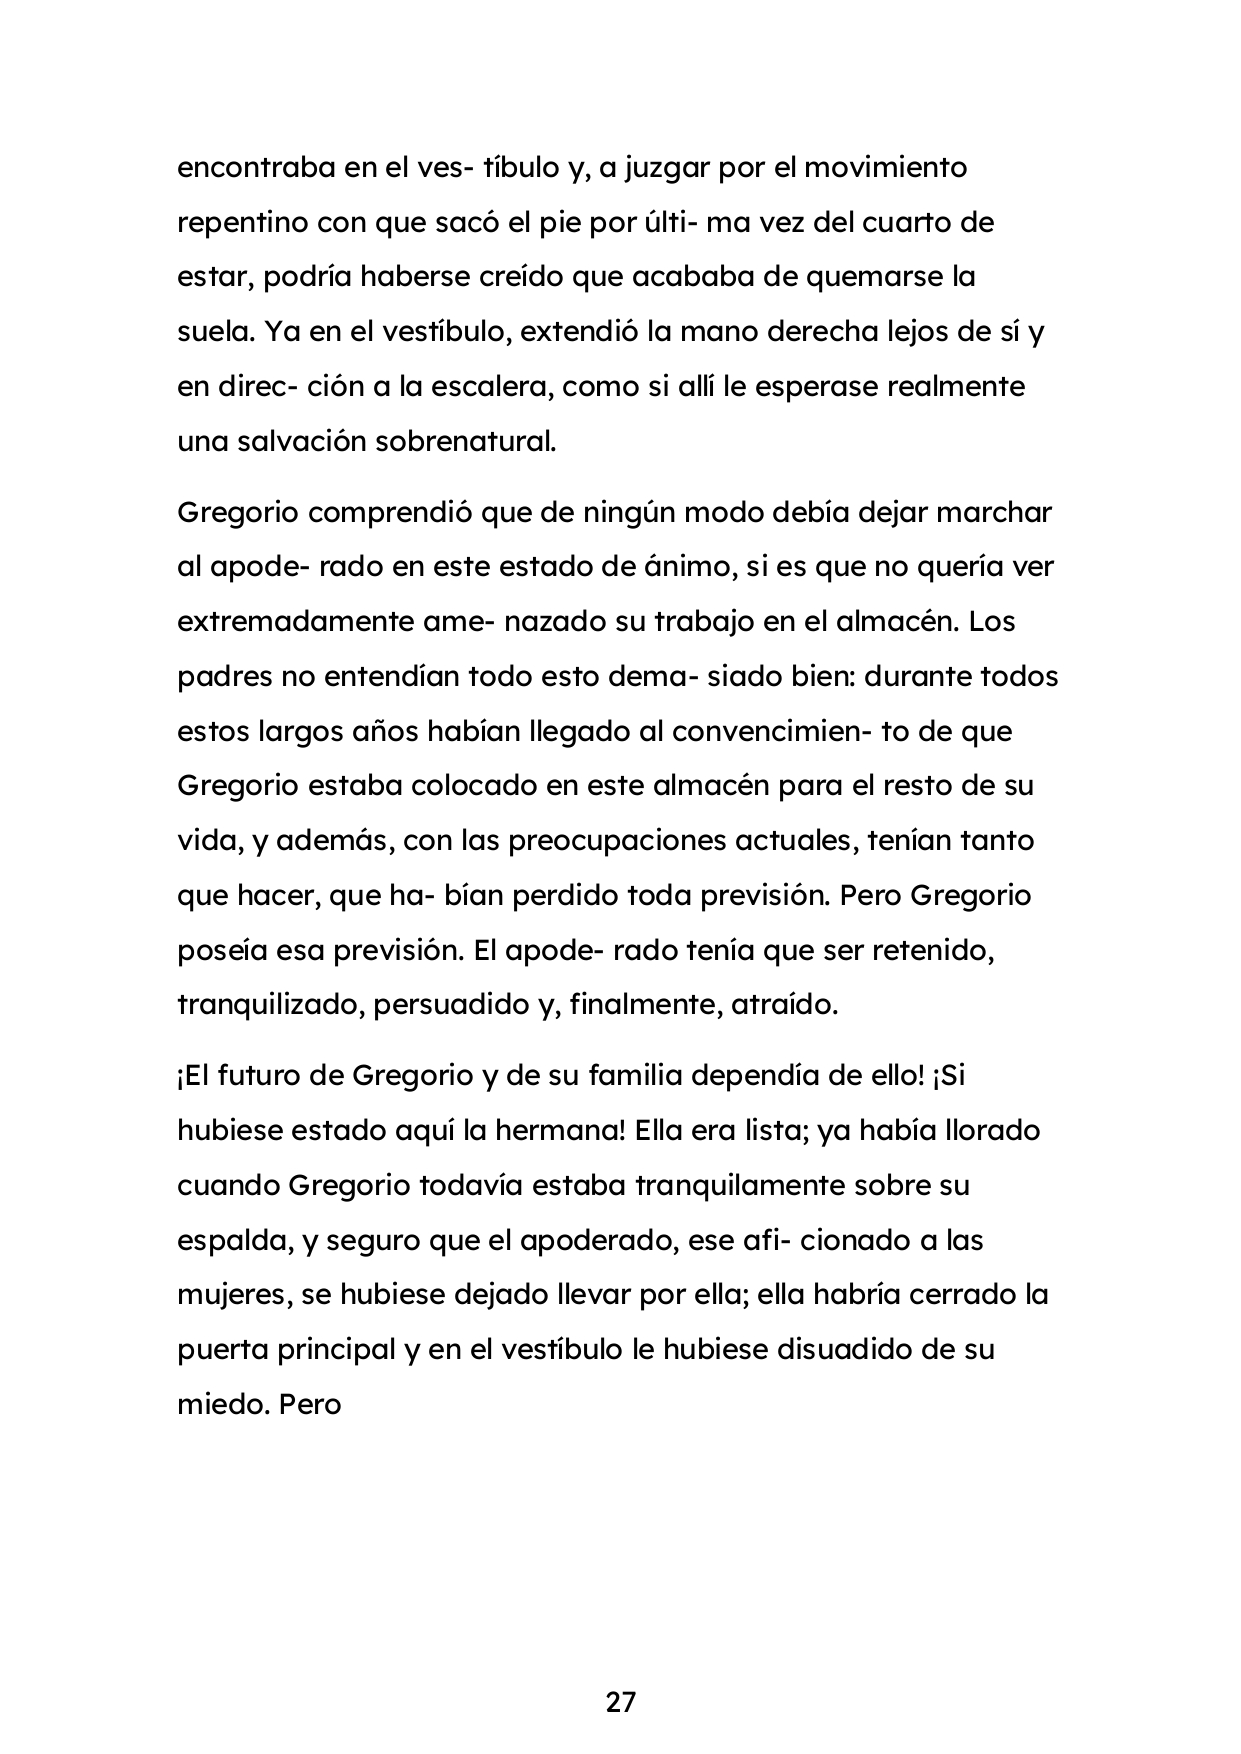 encontraba en el ves- tíbulo y, a juzgar por el movimiento
repentino con que sacó el pie por últi- ma vez del cuarto de
estar, podría haberse creído que acababa de quemarse la
suela. Ya en el vestíbulo, extendió la mano derecha lejos de sí y
en direc- ción a la escalera, como si allí le esperase realmente
una salvación sobrenatural.
Gregorio comprendió que de ningún modo debía dejar marchar
al apode- rado en este estado de ánimo, si es que no quería ver
extremadamente ame- nazado su trabajo en el almacén. Los
padres no entendían todo esto dema- siado bien: durante todos
estos largos años habían llegado al convencimien- to de que
Gregorio estaba colocado en este almacén para el resto de su
vida, y además, con las preocupaciones actuales, tenían tanto
que hacer, que ha- bían perdido toda previsión. Pero Gregorio
poseía esa previsión. El apode- rado tenía que ser retenido,
tranquilizado, persuadido y, finalmente, atraído.
¡El futuro de Gregorio y de su familia dependía de ello! ¡Si
hubiese estado aquí la hermana! Ella era lista; ya había llorado
cuando Gregorio todavía estaba tranquilamente sobre su
espalda, y seguro que el apoderado, ese afi- cionado a las
mujeres, se hubiese dejado llevar por ella; ella habría cerrado la
puerta principal y en el vestíbulo le hubiese disuadido de su
miedo. Pero
27